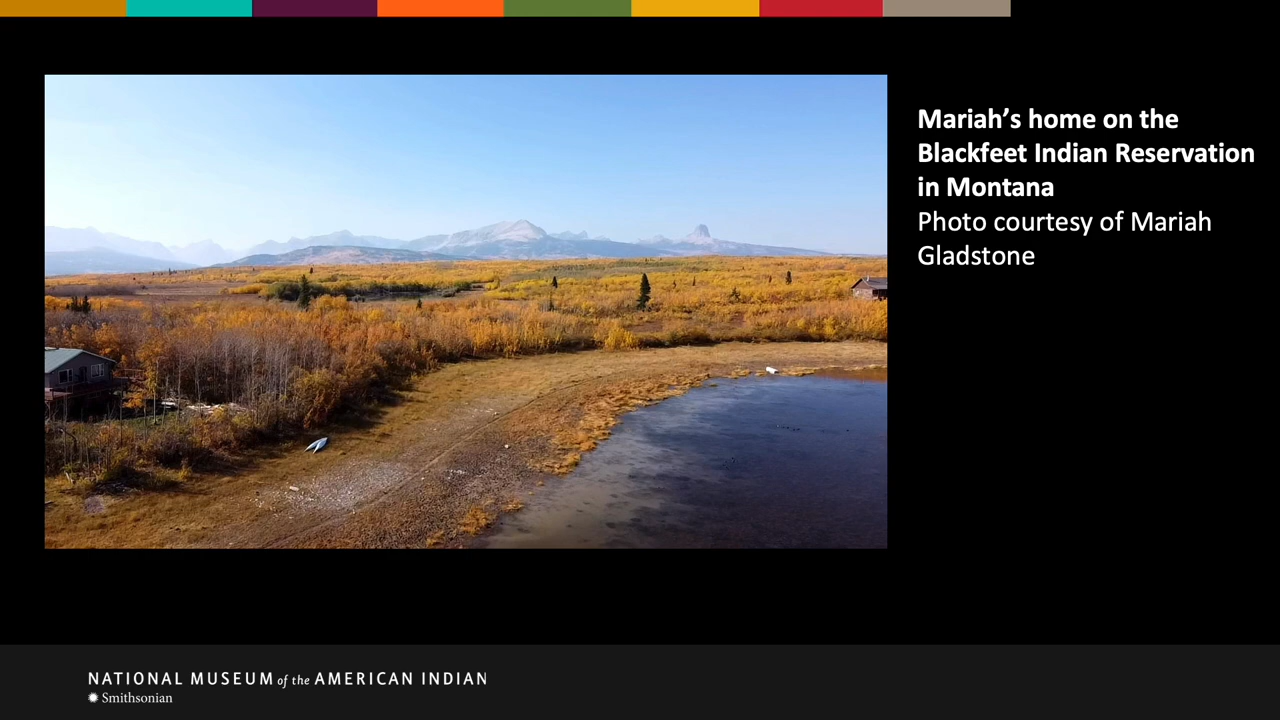 Mariah’s home on the
Blackfeet Indian Reservation
in Montana
Photo courtesy of Mariah
Gladstone
NATIONAL MUSEUM of the AMERICAN INDIAN
Smithsonian